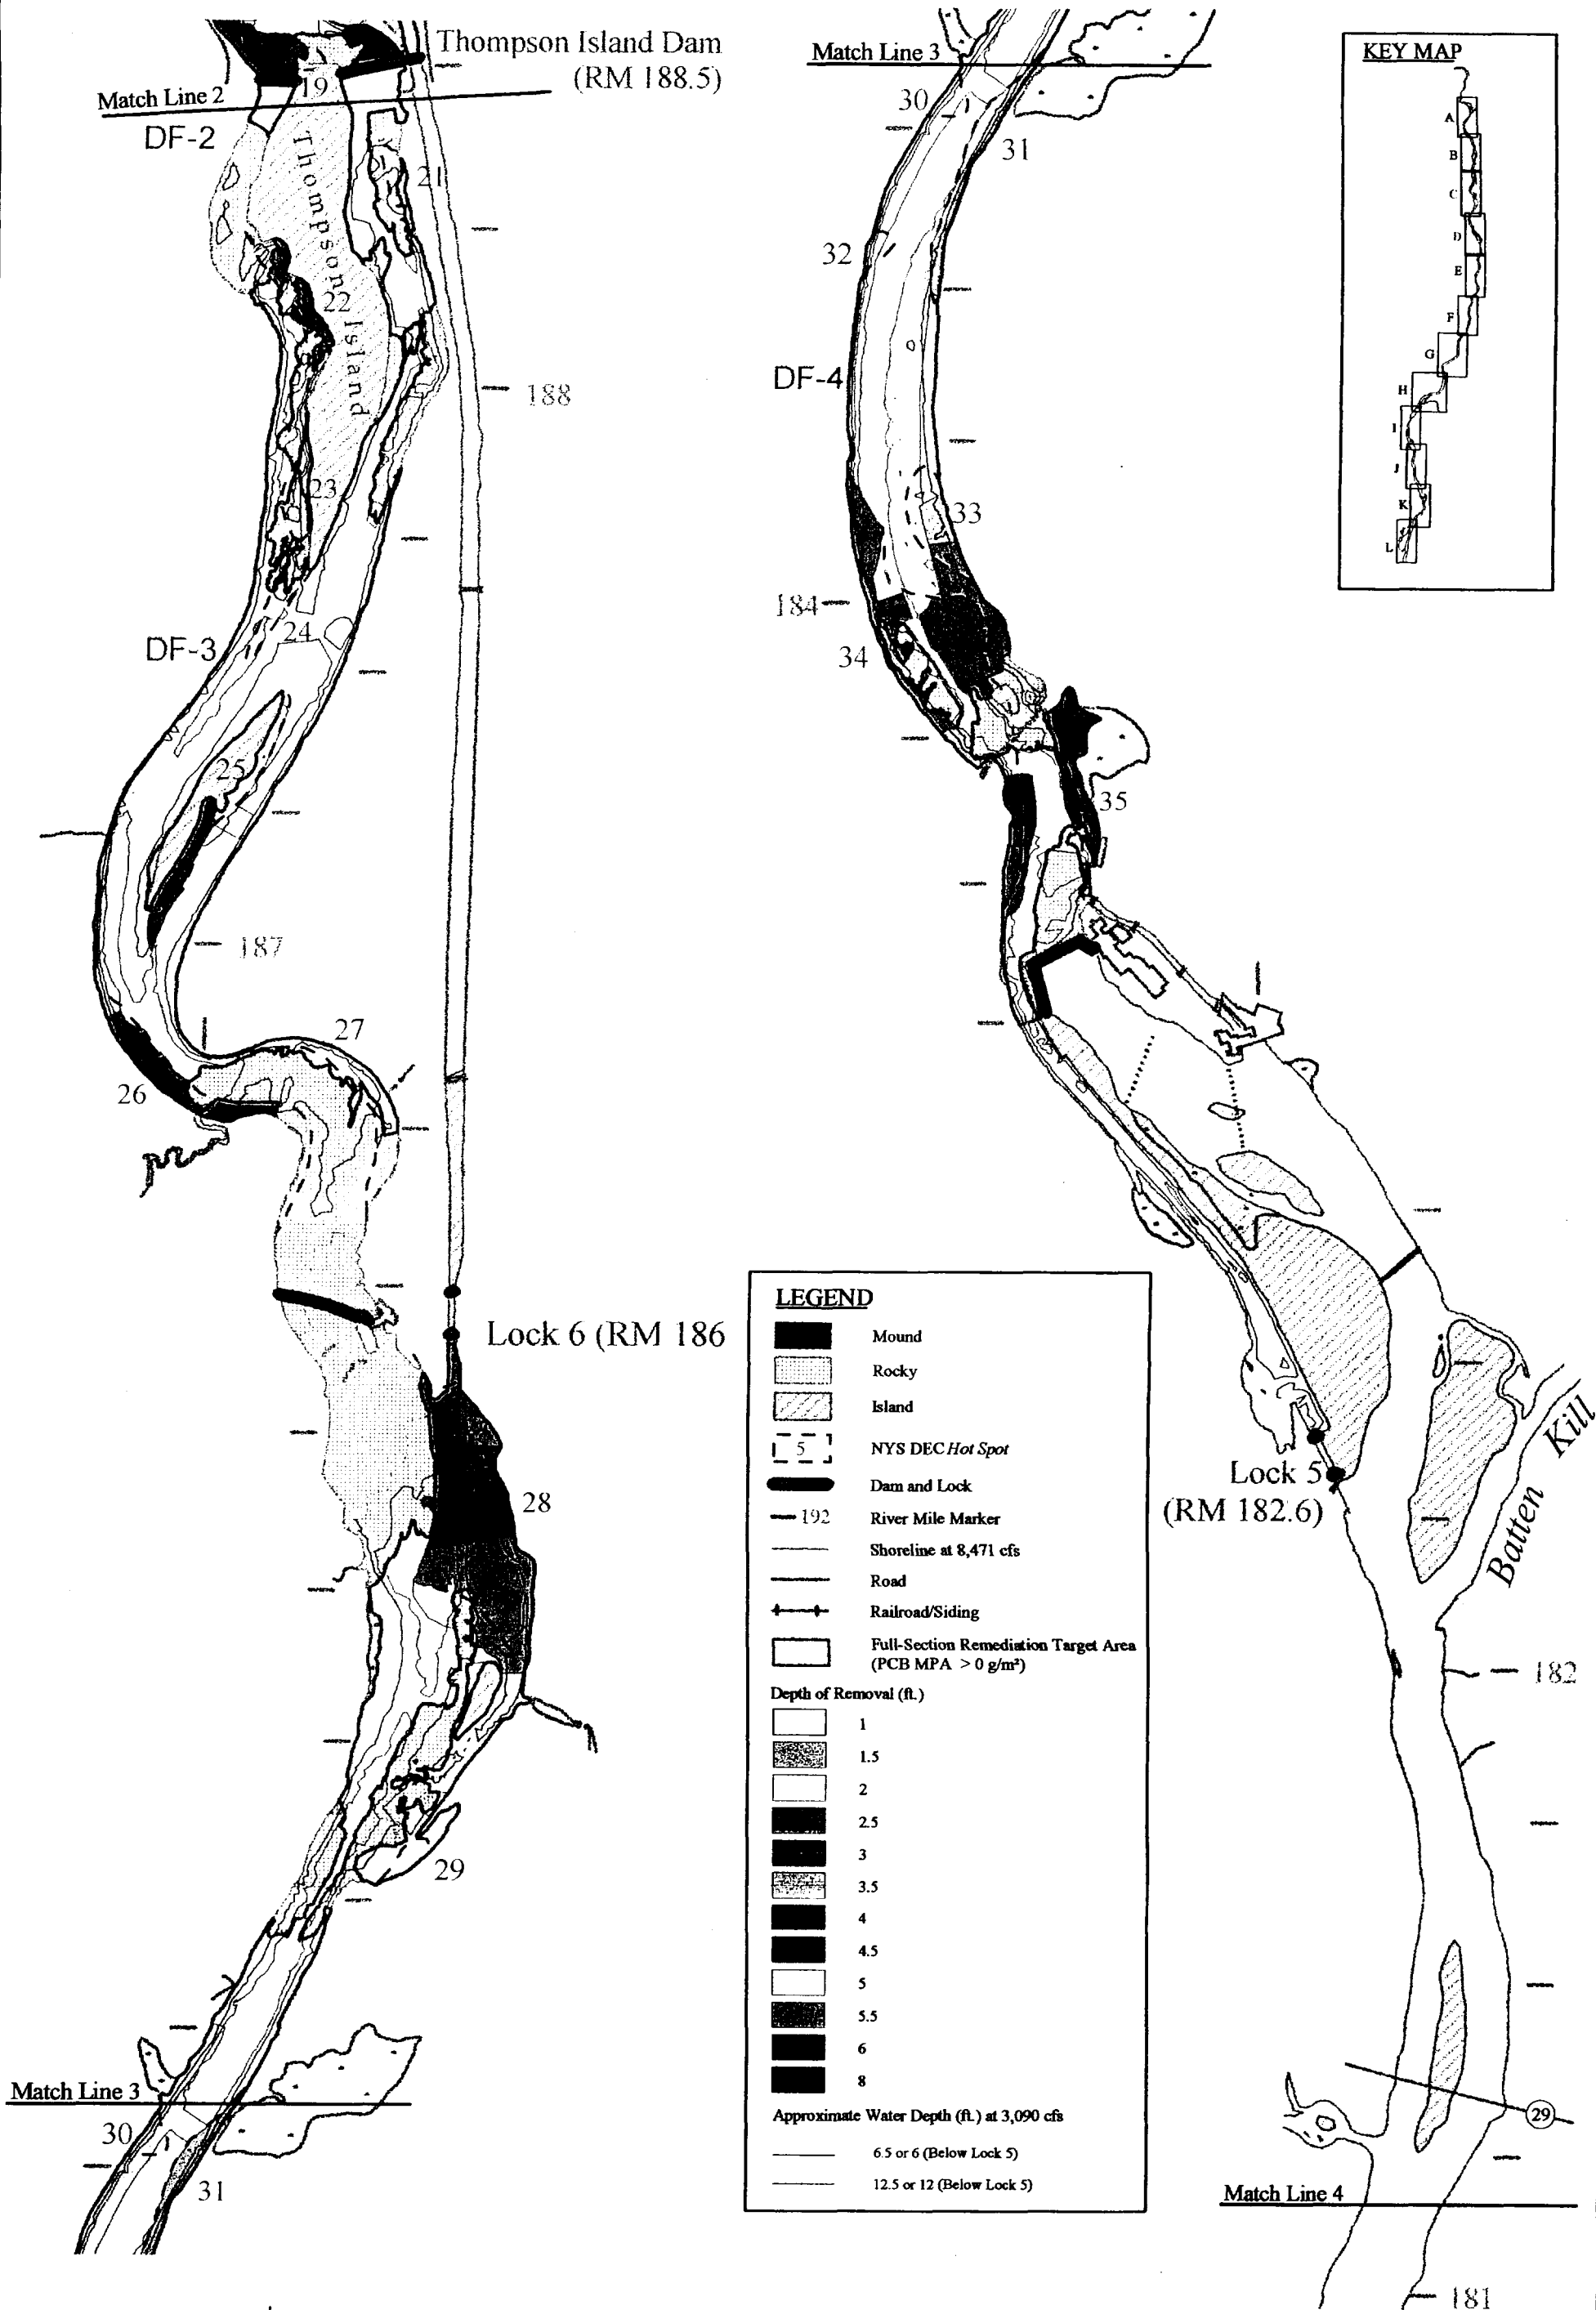 Thompson Island Dam
(RM 188.5)
Match Line 2
19
DF-2
Thompson Island
21
22
188
23
24
DF-3
25
187
27
26
Lock 6 (RM 186
28
29
Match Line 3
30
31
Match Line 3
30
31
32
DF-4
33
184
34
35
Lock 5
(RM 182.6)
Batten Kill
182
29
Match Line 4
181
KEY MAP
A
B
C
D
E
F
G
H
I
J
K
L
LEGEND
Mound
Rocky
Island
5 NYS DEC Hot Spot
Dam and Lock
192 River Mile Marker
Shoreline at 8,471 cfs
Road
Railroad/Siding
Full-Section Remediation Target Area
(PCB MPA > 0 g/m²)
Depth of Removal (ft.)
1
1.5
2
2.5
3
3.5
4
4.5
5
5.5
6
8
Approximate Water Depth (ft.) at 3,090 cfs
6.5 or 6 (Below Lock 5)
12.5 or 12 (Below Lock 5)